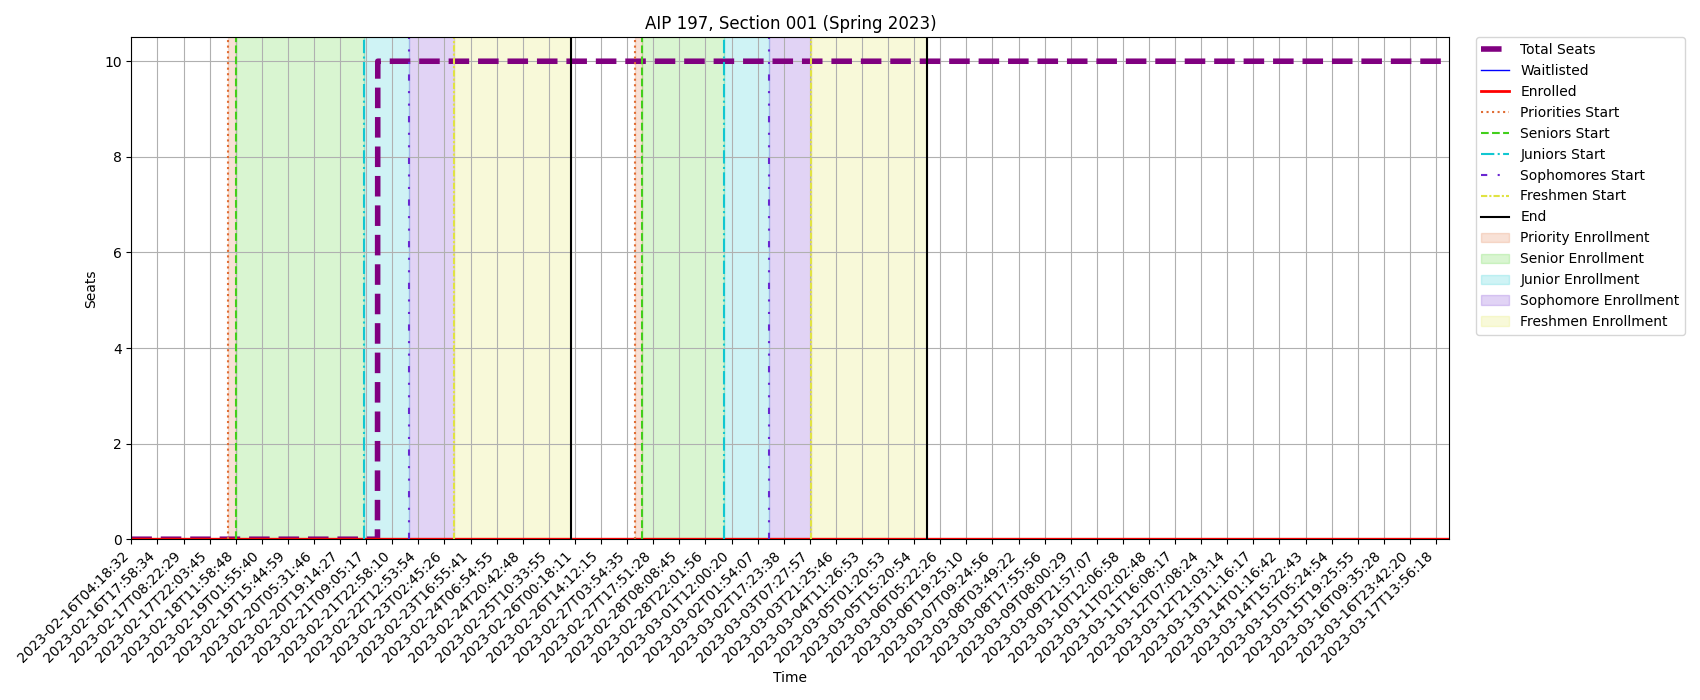 AIP 197, Section 001 (Spring 2023)
10
8
6
4
2
0
Seats
2023-02-16T04:18:32
2023-02-16T17:58:34
2023-02-17T08:22:29
2023-02-17T22:03:45
2023-02-18T11:58:48
2023-02-19T01:55:40
2023-02-19T15:44:59
2023-02-20T05:31:46
2023-02-20T19:14:27
2023-02-21T09:05:17
2023-02-21T22:58:10
2023-02-22T12:53:54
2023-02-23T02:45:26
2023-02-23T16:55:41
2023-02-24T06:54:55
2023-02-24T20:42:48
2023-02-25T10:33:55
2023-02-26T00:18:11
2023-02-26T14:12:15
2023-02-27T03:54:35
2023-02-27T17:51:28
2023-02-28T08:08:45
2023-02-28T22:01:56
2023-03-01T12:00:20
2023-03-02T01:54:07
2023-03-02T17:23:38
2023-03-03T07:27:57
2023-03-03T21:25:46
2023-03-04T11:26:53
2023-03-05T01:20:53
2023-03-05T15:20:54
2023-03-06T05:22:26
2023-03-06T19:25:10
2023-03-07T09:24:56
2023-03-08T03:49:22
2023-03-08T17:55:56
2023-03-09T08:00:29
2023-03-09T21:57:07
2023-03-10T12:06:58
2023-03-11T02:02:48
2023-03-11T16:08:17
2023-03-12T07:08:24
2023-03-12T21:03:14
2023-03-13T11:16:17
2023-03-14T01:16:42
2023-03-14T15:22:43
2023-03-15T05:24:54
2023-03-15T19:25:55
2023-03-16T09:35:28
2023-03-16T23:42:20
2023-03-17T13:56:18
Time
Total Seats
Waitlisted
Enrolled
Priorities Start
Seniors Start
Juniors Start
Sophomores Start
Freshmen Start
End
Priority Enrollment
Senior Enrollment
Junior Enrollment
Sophomore Enrollment
Freshmen Enrollment